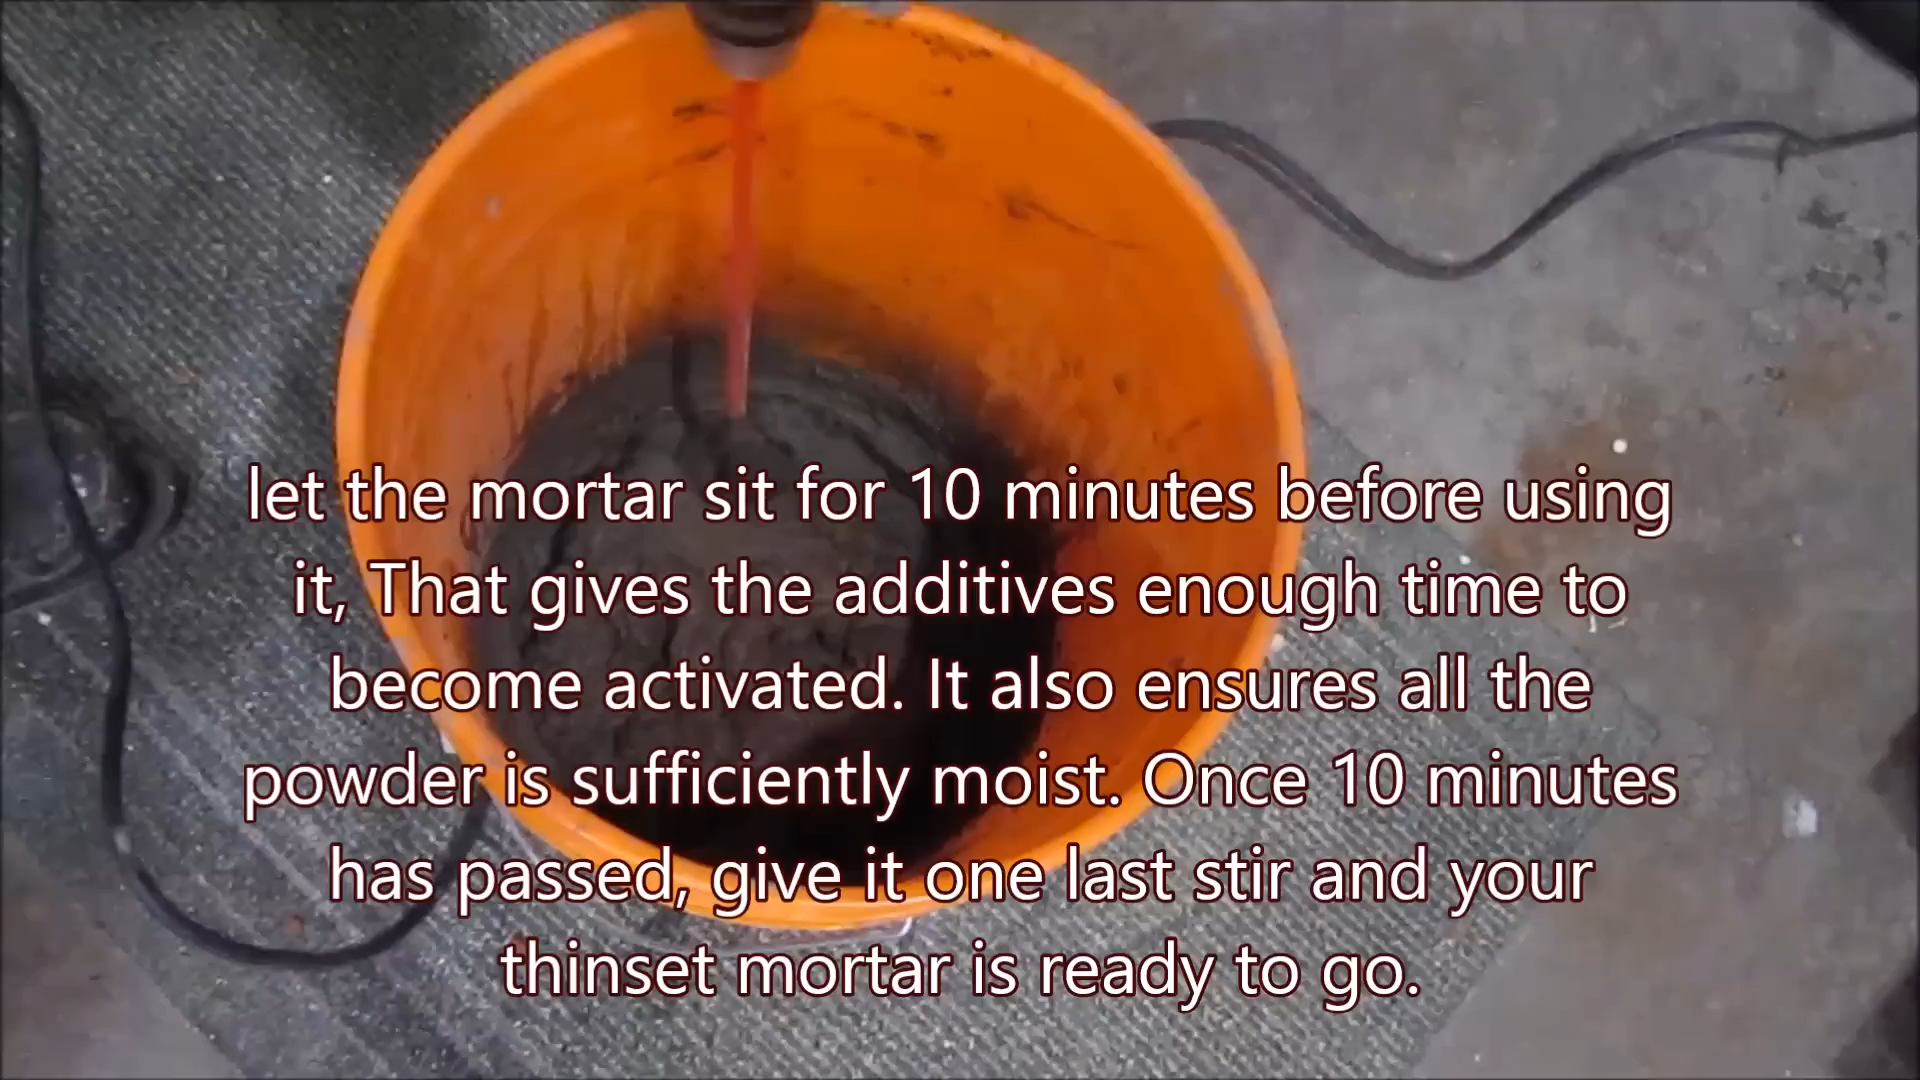 let the mortar sit for 10 minutes before using
it, That gives the additives enough time to
become activated. It also ensures all the
powder is sufficiently moist. Once 10 minutes
has passed, give it one last stir and your
thinset mortar is ready to go.